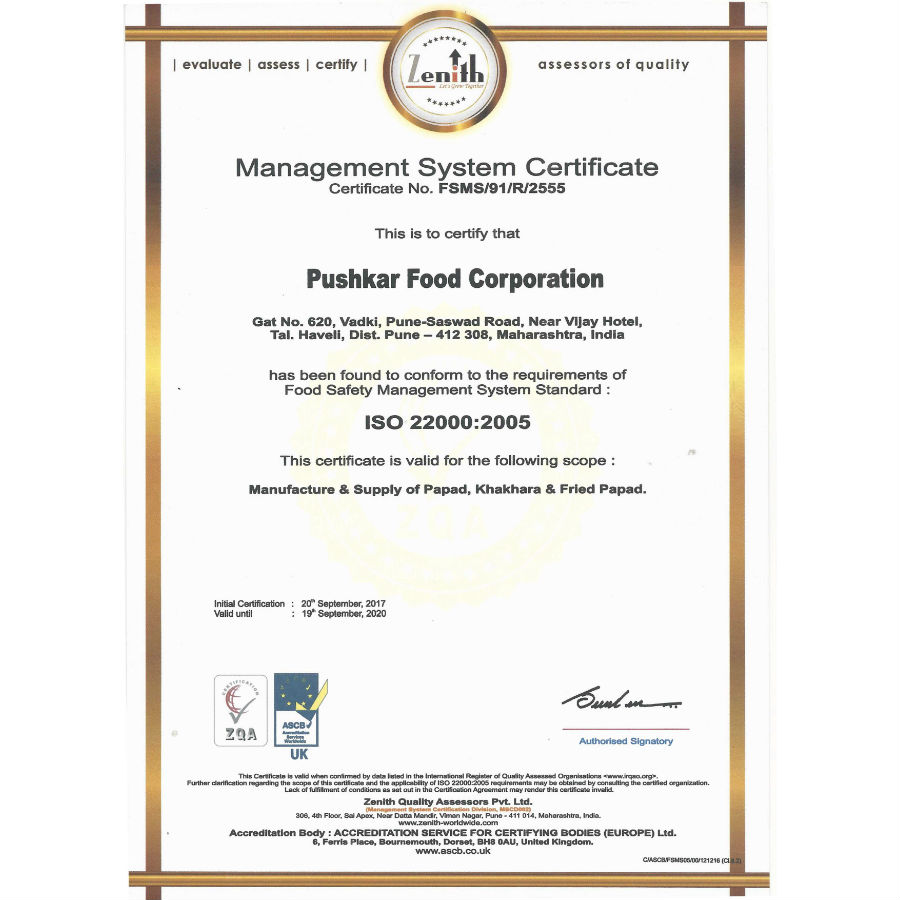 | evaluate | assess | certify |
Zenith
Let's Grow Together
assessors of quality
Management System Certificate
Certificate No. FSMS/91/R/2555
This is to certify that
Pushkar Food Corporation
Gat No. 620, Vadki, Pune-Saswad Road, Near Vijay Hotel,
Tal. Haveli, Dist. Pune – 412 308, Maharashtra, India
has been found to conform to the requirements of
Food Safety Management System Standard :
ISO 22000:2005
This certificate is valid for the following scope :
Manufacture & Supply of Papad, Khakhara & Fried Papad.
ZQA
Initial Certification : 20th September, 2017
Valid until : 19th September, 2020
CERTIFICATION
ZQA
ASCB
Accreditation
Services
Worldwide
UK
Authorised Signatory
This Certificate is valid when confirmed by data listed in the International Register of Quality Assessed Organisations <www.irqao.org>.
Further clarification regarding the scope of this certificate and the applicability of ISO 22000:2005 requirements may be obtained by consulting the certified organization.
Lack of fulfillment of conditions as set out in the Certification Agreement may render this certificate invalid.
Zenith Quality Assessors Pvt. Ltd.
(Management System Certification Division, MSCD002)
306, 4th Floor, Sai Apex, Near Datta Mandir, Viman Nagar, Pune - 411 014, Maharashtra, India.
www.zenith-worldwide.com
Accreditation Body : ACCREDITATION SERVICE FOR CERTIFYING BODIES (EUROPE) Ltd.
6, Ferris Place, Bournemouth, Dorset, BH8 0AU, United Kingdom.
www.ascb.co.uk
C/ASCB/FSMS05/00/121216